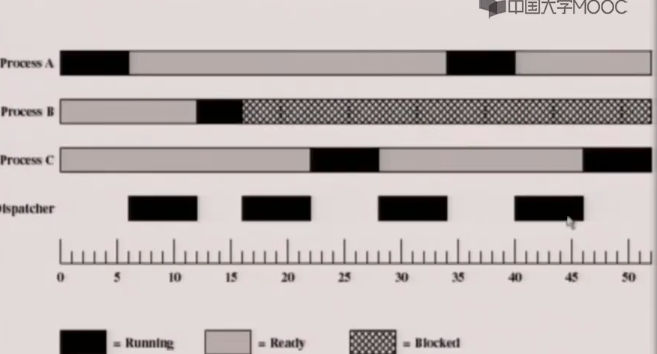 中国大学MOOC
Process A
Process B
Process C
ispatcher
0 5 10 15 20 25 30 35 40 45 50
= Running = Ready = Blocked